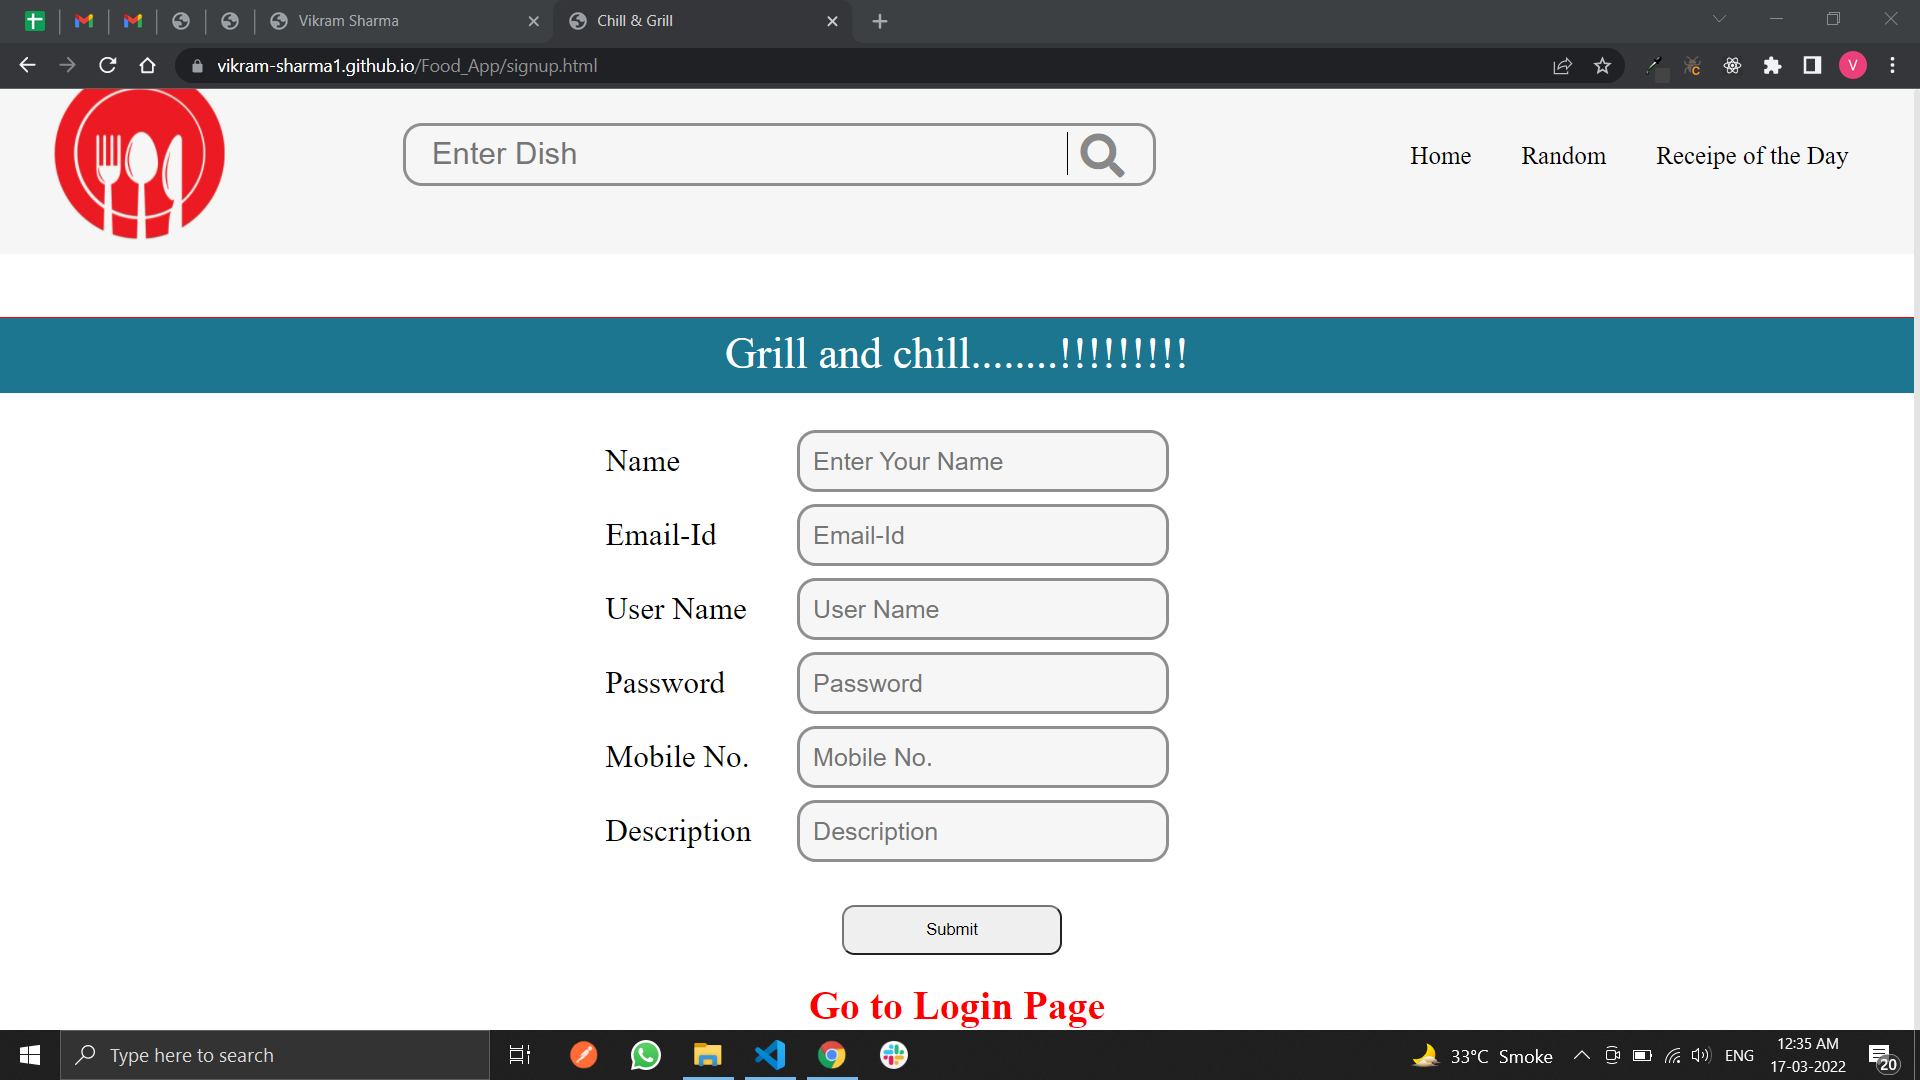 Vikram Sharma
Chill & Grill
vikram-sharma1.github.io/Food_App/signup.html
V
Enter Dish
Home
Random
Receipe of the Day
Grill and chill........!!!!!!!!!
Name
Enter Your Name
Email-Id
Email-Id
User Name
User Name
Password
Password
Mobile No.
Mobile No.
Description
Description
Submit
Go to Login Page
Type here to search
33°C Smoke
ENG
12:35 AM
17-03-2022
20